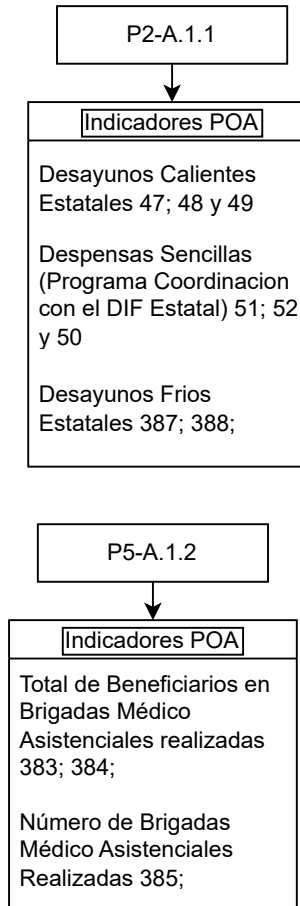 P2-A.1.1
Indicadores POA
Desayunos Calientes
Estatales 47; 48 y 49
Despensas Sencillas
(Programa Coordinacion
con el DIF Estatal) 51; 52
y 50
Desayunos Frios
Estatales 387; 388;
P5-A.1.2
Indicadores POA
Total de Beneficiarios en
Brigadas Médico
Asistenciales realizadas
383; 384;
Número de Brigadas
Médico Asistenciales
Realizadas 385;